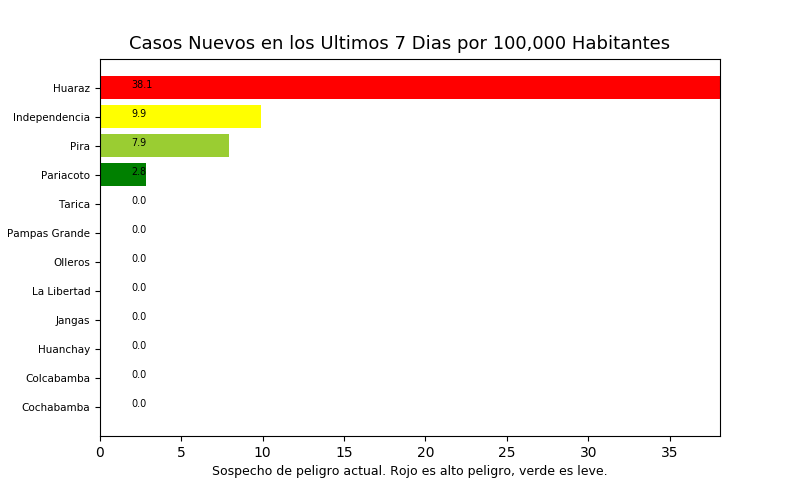 Casos Nuevos en los Ultimos 7 Dias por 100,000 Habitantes
Huaraz 38.1
Independencia 9.9
Pira 7.9
Pariacoto 2.8
Tarica 0.0
Pampas Grande 0.0
Olleros 0.0
La Libertad 0.0
Jangas 0.0
Huanchay 0.0
Colcabamba 0.0
Cochabamba 0.0
0 5 10 15 20 25 30 35
Sospecho de peligro actual. Rojo es alto peligro, verde es leve.